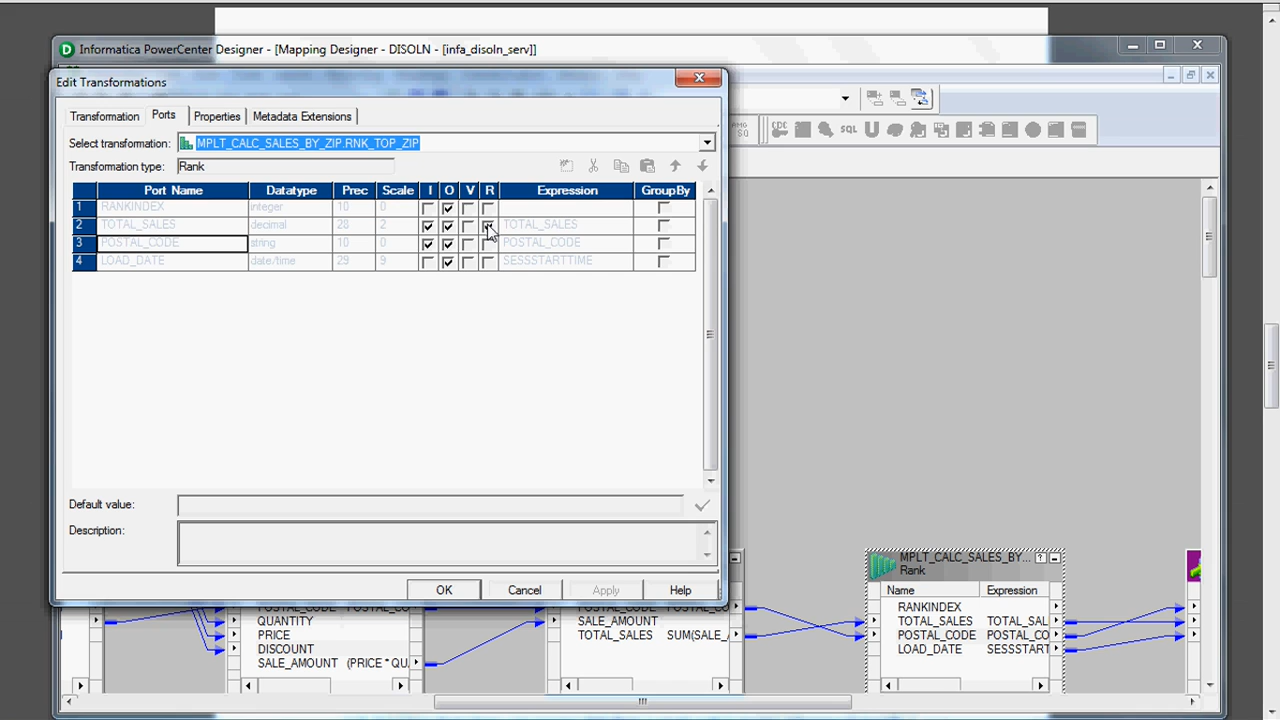 Informatica PowerCenter Designer - [Mapping Designer - DISOLN - [infa_disoln_serv]]
Edit Transformations
Transformation Ports Properties Metadata Extensions
Select transformation: MPLT_CALC_SALES_BY_ZIP.RNK_TOP_ZIP
Transformation type: Rank
SQL
Port Name Datatype Prec Scale I O V R Expression GroupBy
1 RANKINDEX integer 10 0
2 TOTAL_SALES decimal 28 2 TOTAL_SALES
3 POSTAL_CODE string 10 0 POSTAL_CODE
4 LOAD_DATE date/time 29 9 SESSSTARTTIME
Default value:
Description:
OK Cancel Apply Help
QUANTITY
PRICE
DISCOUNT
SALE_AMOUNT (PRICE * QU
SALE_AMOUNT
TOTAL_SALES SUM(SALE_
MPLT_CALC_SALES_BY...
Rank
Name Expression
RANKINDEX
TOTAL_SALES TOTAL_SAL
POSTAL_CODE POSTAL_CO
LOAD_DATE SESSSTART